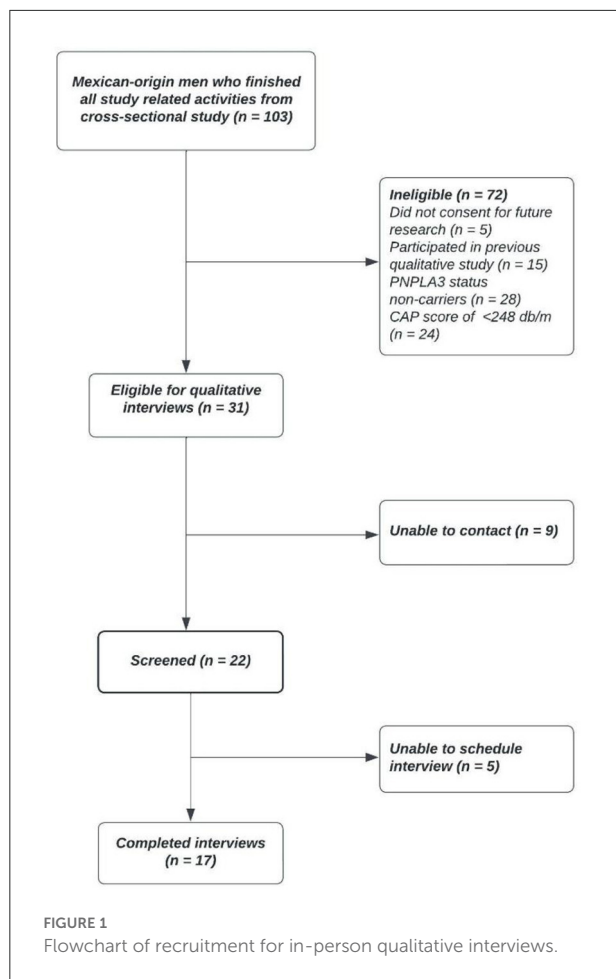 Mexican-origin men who finished
all study related activities from
cross-sectional study (n = 103)
Ineligible (n = 72)
Did not consent for future
research (n = 5)
Participated in previous
qualitative study (n = 15)
PNPLA3 status
non-carriers (n = 28)
CAP score of <248 db/m
(n = 24)
Eligible for qualitative
interviews (n = 31)
Unable to contact (n = 9)
Screened (n = 22)
Unable to schedule
interview (n = 5)
Completed interviews
(n = 17)
FIGURE 1
Flowchart of recruitment for in-person qualitative interviews.